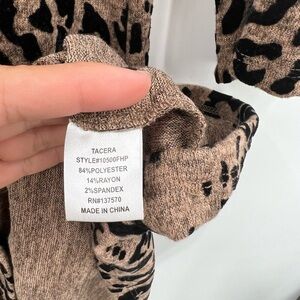 TACERA
STYLE#10500FHP
84%POLYESTER
14%RAYON
2%SPANDEX
RN#137570
MADE IN CHINA